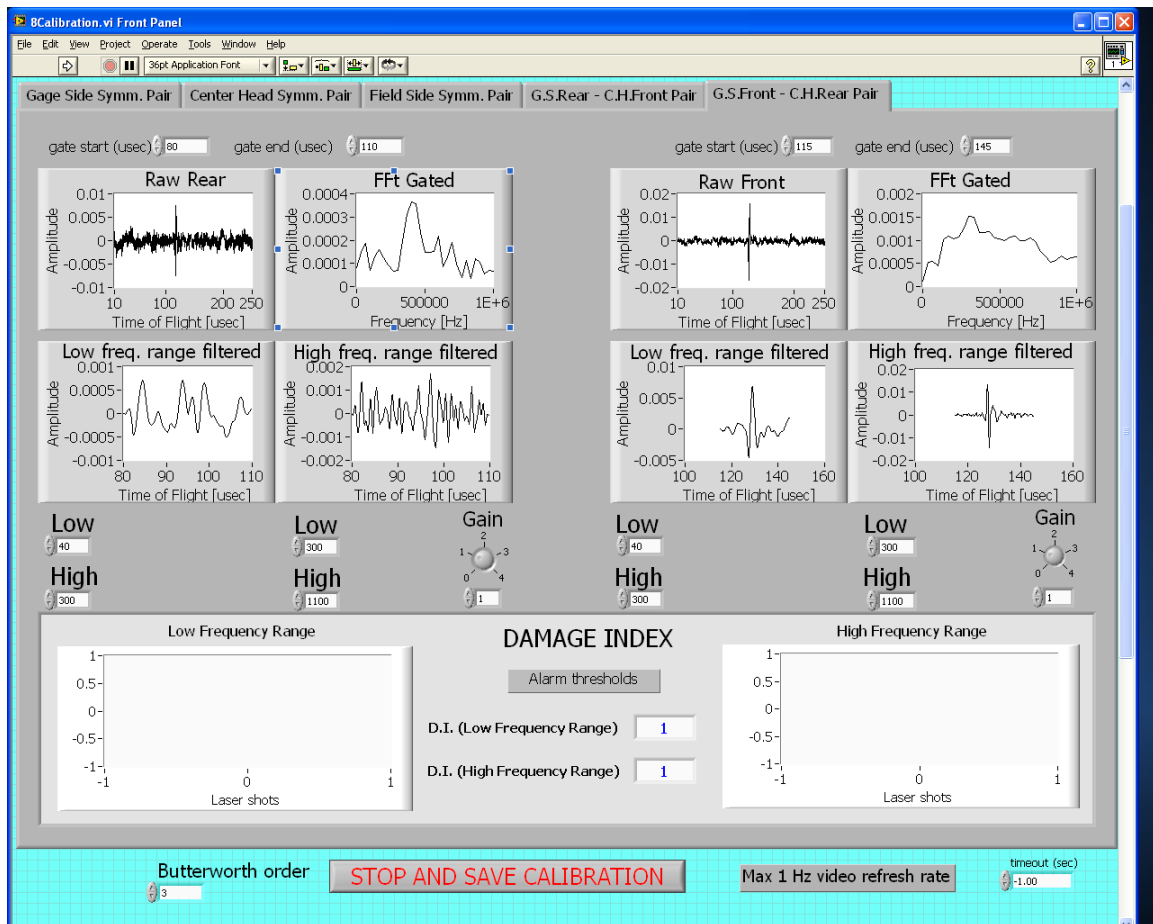 8Calibration.vi Front Panel
File Edit View Project Operate Tools Window Help
36pt Application Font
1
Gage Side Symm. Pair Center Head Symm. Pair Field Side Symm. Pair G.S.Rear - C.H.Front Pair G.S.Front - C.H.Rear Pair
gate start (usec) 80 gate end (usec) 110 gate start (usec) 115 gate end (usec) 145
Raw Rear
0.01
0.005
0
-0.005
-0.01
Amplitude
10 100 200 250
Time of Flight [usec]
FFt Gated
0.0004
0.0003
0.0002
0.0001
0
Amplitude
0 500000 1E+6
Frequency [Hz]
Raw Front
0.02
0.01
0
-0.01
-0.02
Amplitude
10 100 200 250
Time of Flight [usec]
FFt Gated
0.002
0.0015
0.001
0.0005
0
Amplitude
0 500000 1E+6
Frequency [Hz]
Low freq. range filtered
0.001
0.0005
0
-0.0005
-0.001
Amplitude
80 90 100 110
Time of Flight [usec]
High freq. range filtered
0.002
0.001
0
-0.001
-0.002
Amplitude
80 90 100 110
Time of Flight [usec]
Low freq. range filtered
0.01
0.005
0
-0.005
Amplitude
100 120 140 160
Time of Flight [usec]
High freq. range filtered
0.02
0.01
0
-0.01
-0.02
Amplitude
100 120 140 160
Time of Flight [usec]
Low Low Gain Low Low Gain
40 300 0 1 2 3 4 40 300 0 1 2 3 4
High High High High
300 1100 1 300 1100 1
Low Frequency Range
1
0.5
0
-0.5
-1
-1 0 1
Laser shots
DAMAGE INDEX
Alarm thresholds
D.I. (Low Frequency Range) 1
D.I. (High Frequency Range) 1
High Frequency Range
1
0.5
0
-0.5
-1
-1 0 1
Laser shots
Butterworth order
3
STOP AND SAVE CALIBRATION
Max 1 Hz video refresh rate
timeout (sec)
-1.00